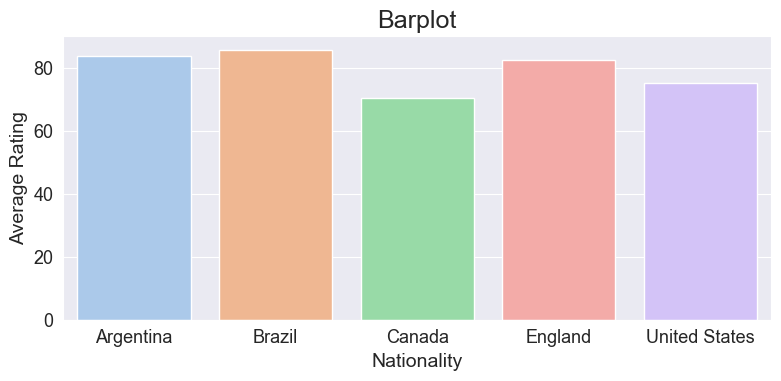 Barplot
Average Rating
80
60
40
20
0
Argentina Brazil Canada England United States
Nationality